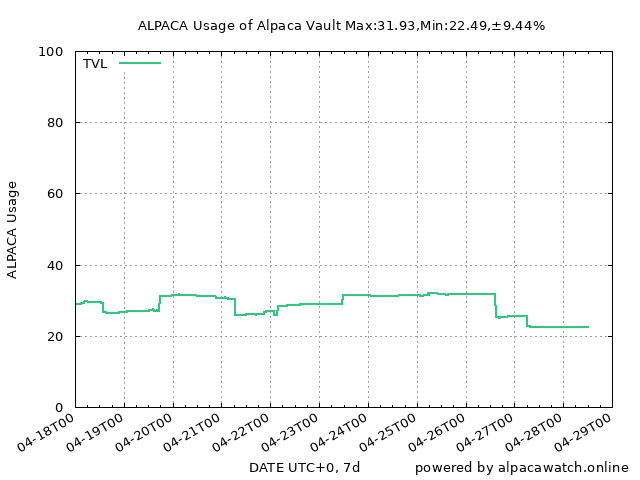 ALPACA Usage of Alpaca Vault Max:31.93,Min:22.49,±9.44%
TVL
ALPACA Usage
100
80
60
40
20
0
04-18T00
04-19T00
04-20T00
04-21T00
04-22T00
04-23T00
04-24T00
04-25T00
04-26T00
04-27T00
04-28T00
04-29T00
DATE UTC+0, 7d
powered by alpacawatch.online